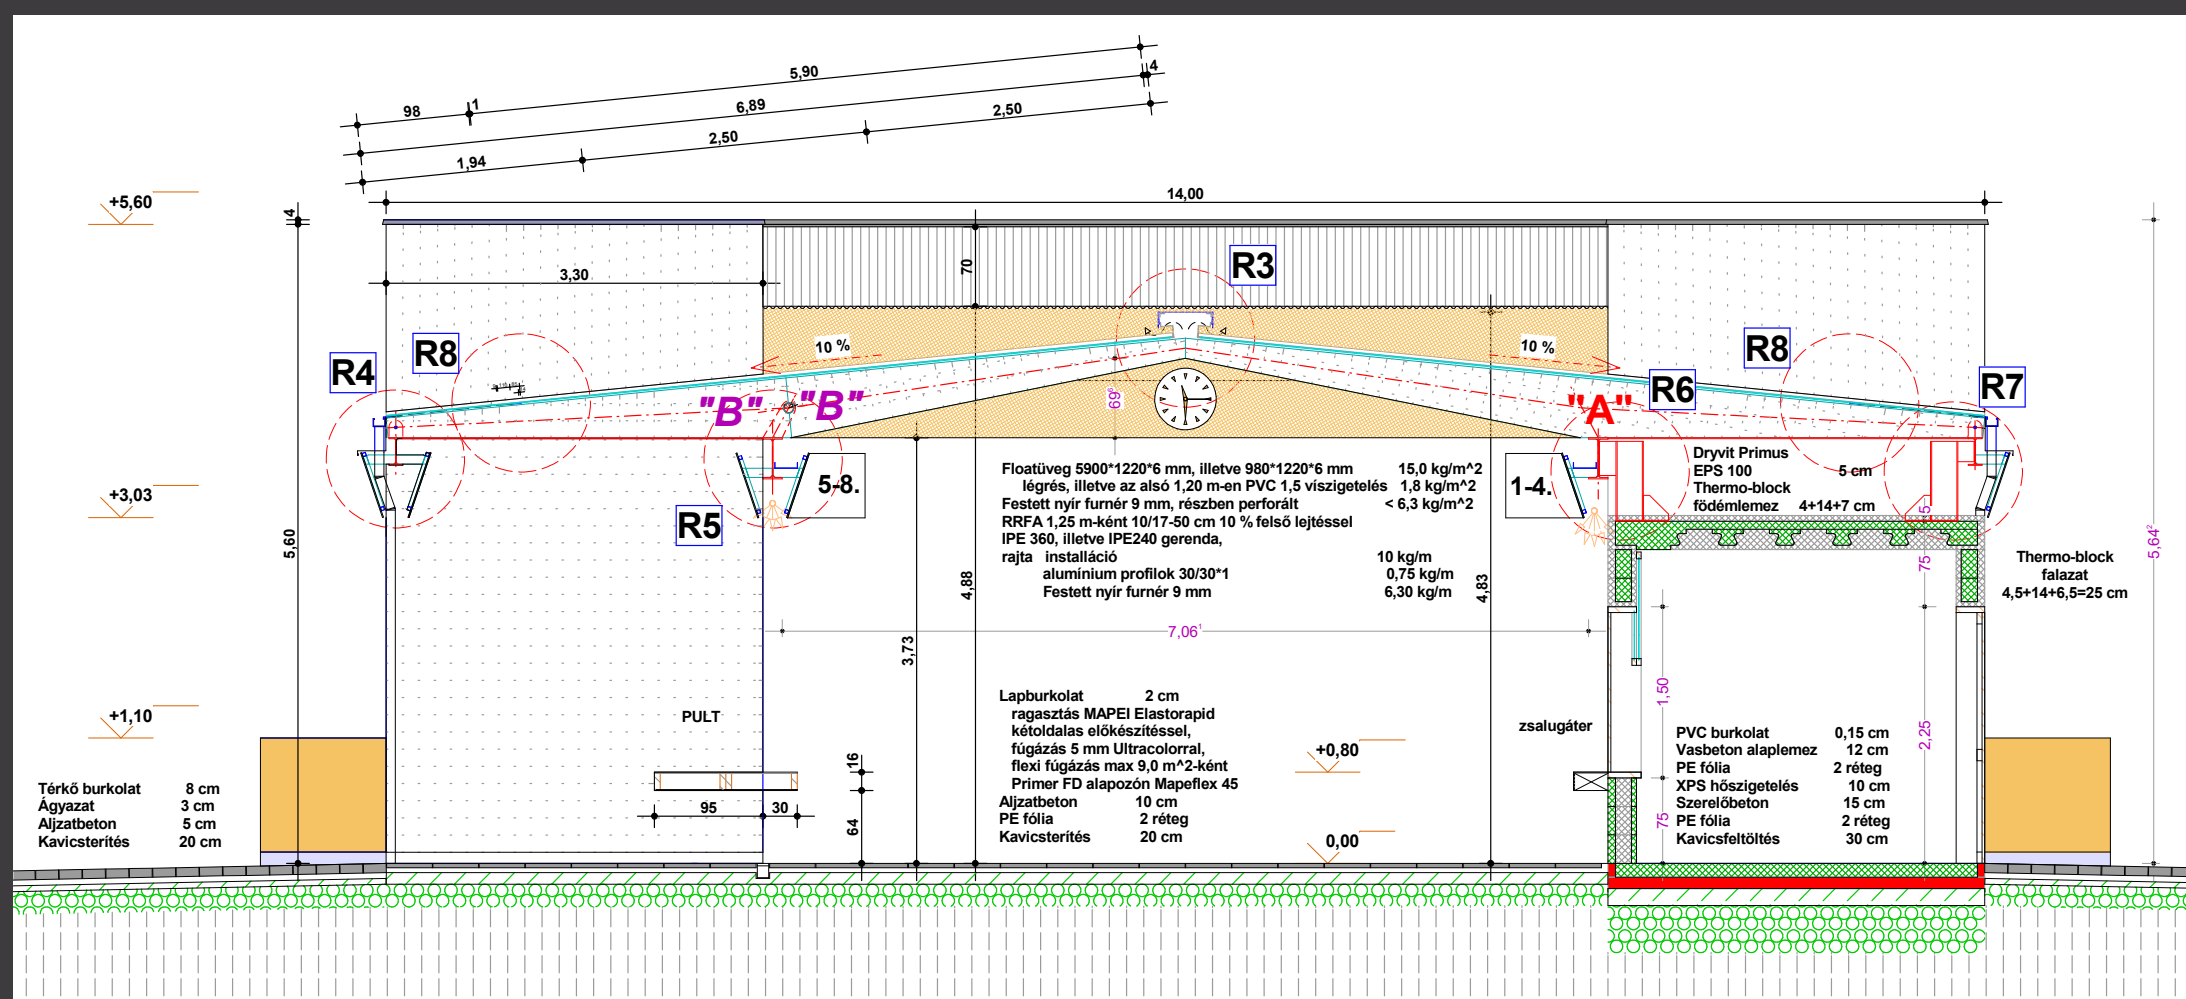 5,90
4
98
1
6,89
2,50
2,50
1,94
14,00
+5,60
4
3,30
70
R3
10 %
10 %
R8
R8
R4
R7
R6
"B"
"B"
"A"
69⁶
+3,03
5,60
R5
5-8.
1-4.
Floatüveg 5900*1220*6 mm, illetve 980*1220*6 mm 15,0 kg/m^2
légrés, illetve az alsó 1,20 m-en PVC 1,5 víszigetelés 1,8 kg/m^2
Festett nyír furnér 9 mm, részben perforált < 6,3 kg/m^2
RRFA 1,25 m-ként 10/17-50 cm 10 % felső lejtéssel
IPE 360, illetve IPE240 gerenda,
rajta installáció 10 kg/m
alumínium profilok 30/30*1 0,75 kg/m
Festett nyír furnér 9 mm 6,30 kg/m
Dryvit Primus
EPS 100 5 cm
Thermo-block
födémlemez 4+14+7 cm
5
75
5,64²
Thermo-block
falazat
4,5+14+6,5=25 cm
4,88
4,83
3,73
7,06¹
1,50
2,25
75
+1,10
PULT
zsalugáter
Lapburkolat 2 cm
ragasztás MAPEI Elastorapid
kétoldalas előkészítéssel,
fúgázás 5 mm Ultracolorral,
flexi fúgázás max 9,0 m^2-ként
Primer FD alapozón Mapeflex 45
Aljzatbeton 10 cm
PE fólia 2 réteg
Kavicsterítés 20 cm
+0,80
0,00
16
64
95
30
PVC burkolat 0,15 cm
Vasbeton alaplemez 12 cm
PE fólia 2 réteg
XPS hőszigetelés 10 cm
Szerelőbeton 15 cm
PE fólia 2 réteg
Kavicsfeltöltés 30 cm
Térkő burkolat 8 cm
Ágyazat 3 cm
Aljzatbeton 5 cm
Kavicsterítés 20 cm